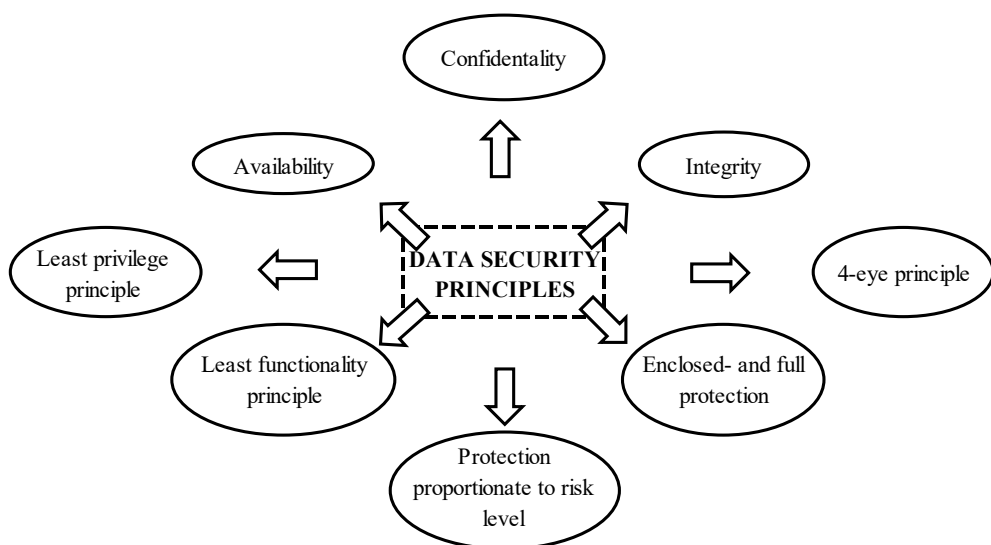 Confidentality
Availability
Integrity
DATA SECURITY
PRINCIPLES
Least privilege
principle
4-eye principle
Least functionality
principle
Enclosed- and full
protection
Protection
proportionate to risk
level